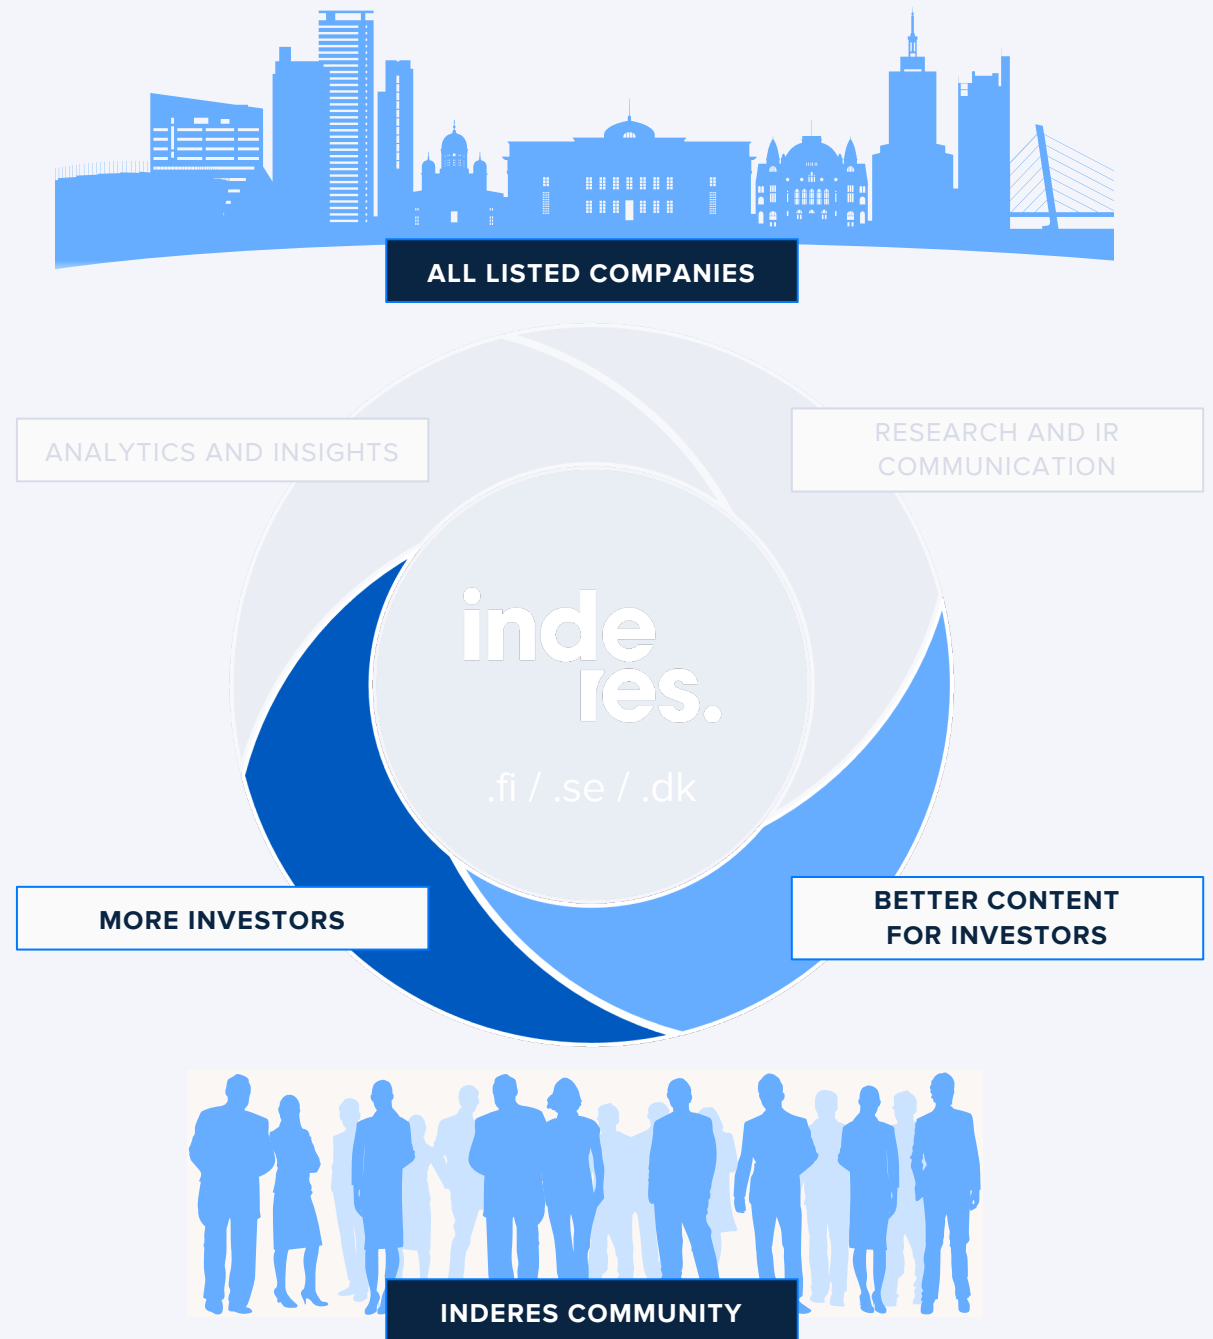 ALL LISTED COMPANIES
ANALYTICS AND INSIGHTS
RESEARCH AND IR
COMMUNICATION
inde
res.
.fi / .se / .dk
MORE INVESTORS
BETTER CONTENT
FOR INVESTORS
INDERES COMMUNITY